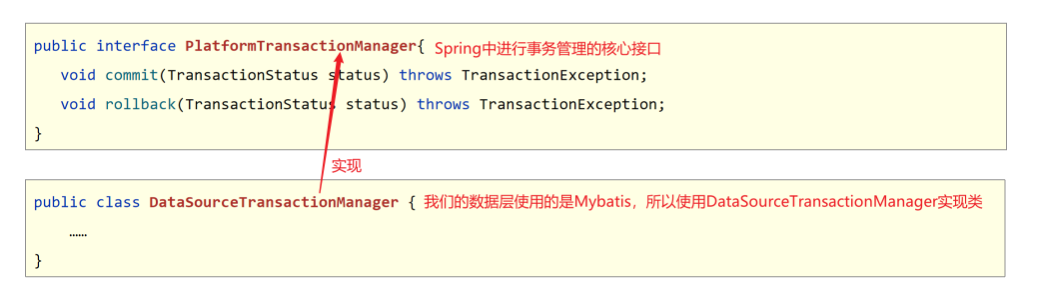 public interface PlatformTransactionManager{ Spring中进行事务管理的核心接口
void commit(TransactionStatus status) throws TransactionException;
void rollback(TransactionStatus status) throws TransactionException;
}
实现
public class DataSourceTransactionManager { 我们的数据层使用的是Mybatis，所以使用DataSourceTransactionManager实现类
……
}